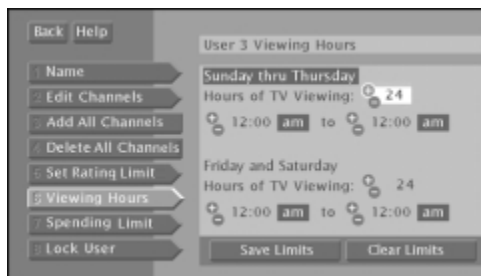 Back Help
User 3 Viewing Hours
1 Name
2 Edit Channels
3 Add All Channels
4 Delete All Channels
5 Set Rating Limit
6 Viewing Hours
7 Spending Limit
8 Lock User
Sunday thru Thursday
Hours of TV Viewing: 24
12:00 am to 12:00 am
Friday and Saturday
Hours of TV Viewing: 24
12:00 am to 12:00 am
Save Limits Clear Limits